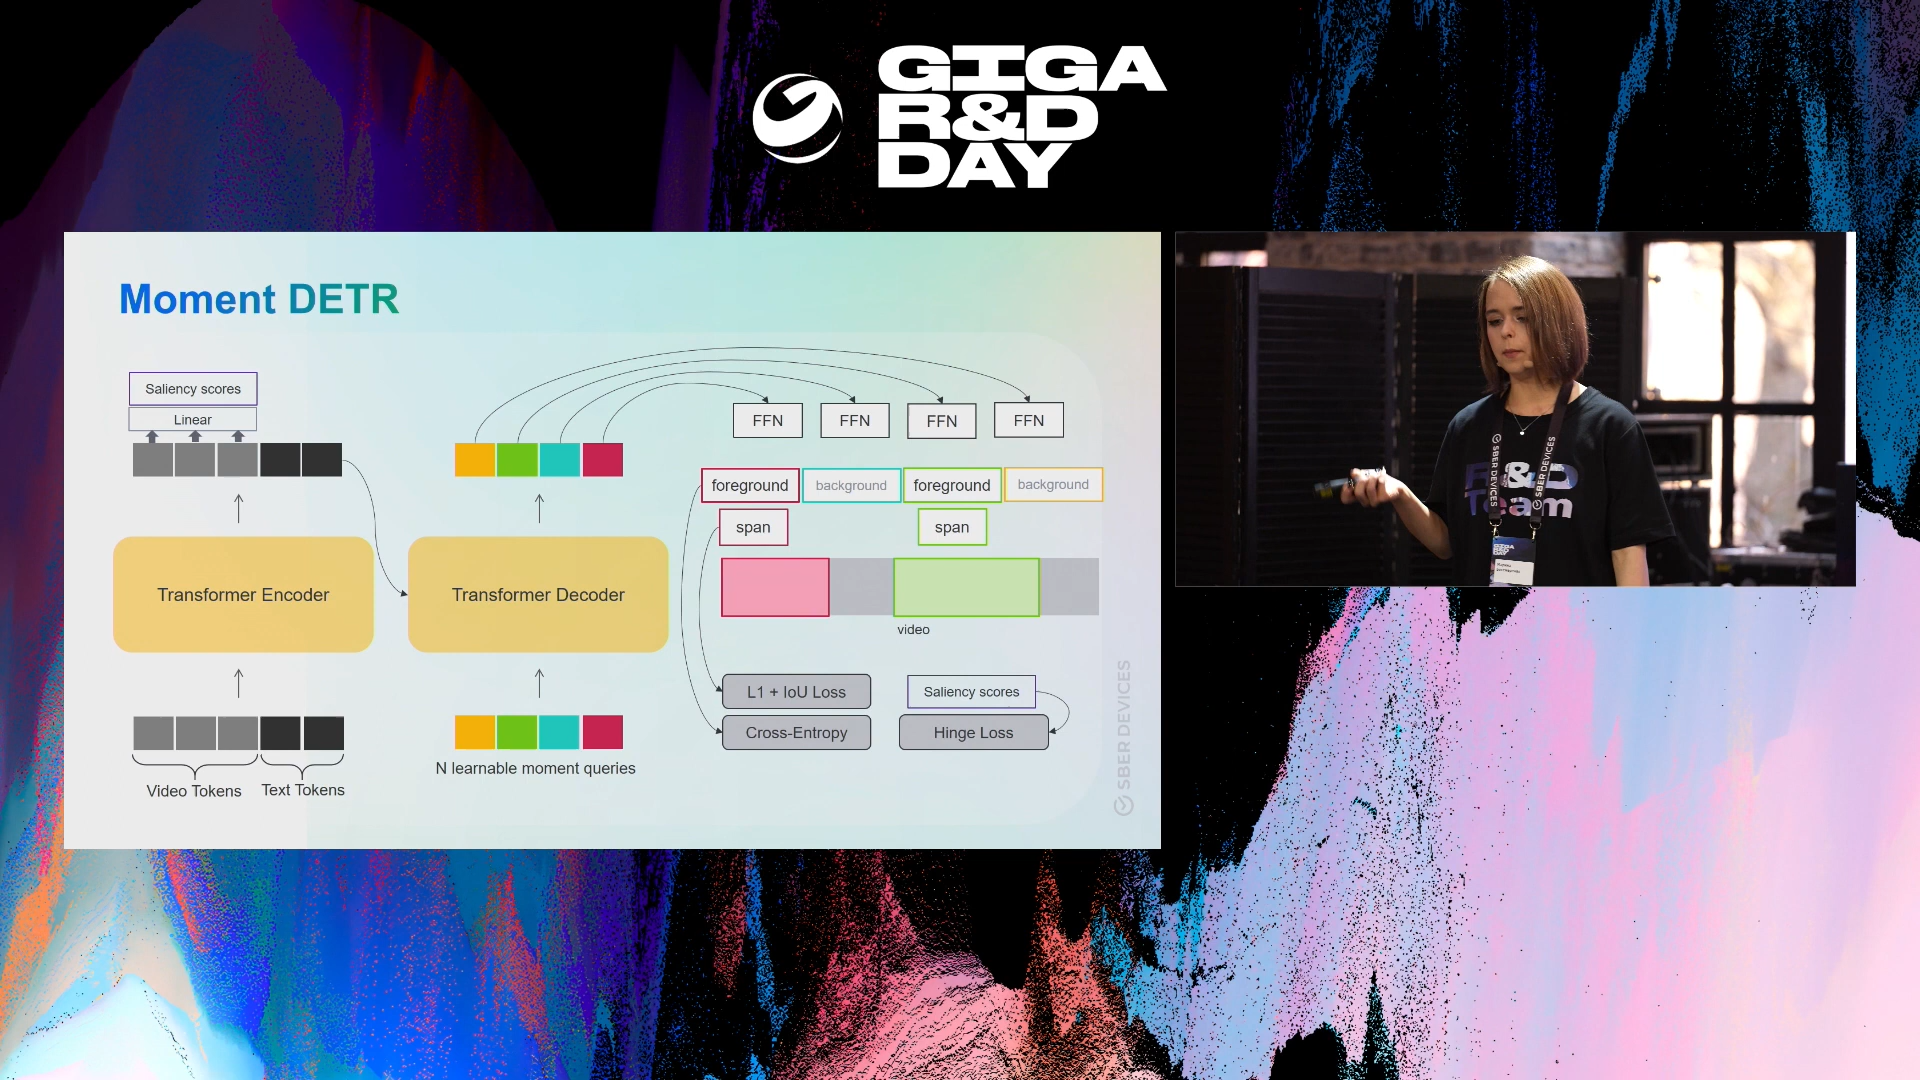 GIGA
R&D
DAY
Moment DETR
Saliency scores
Linear
FFN
FFN
FFN
FFN
foreground
background
foreground
background
span
span
Transformer Encoder
Transformer Decoder
video
L1 + IoU Loss
Saliency scores
Cross-Entropy
Hinge Loss
N learnable moment queries
Video Tokens
Text Tokens
SBER DEVICES
R&D
Team
SBER DEVICES
SBER DEVICES
GIGA
R&D
DAY